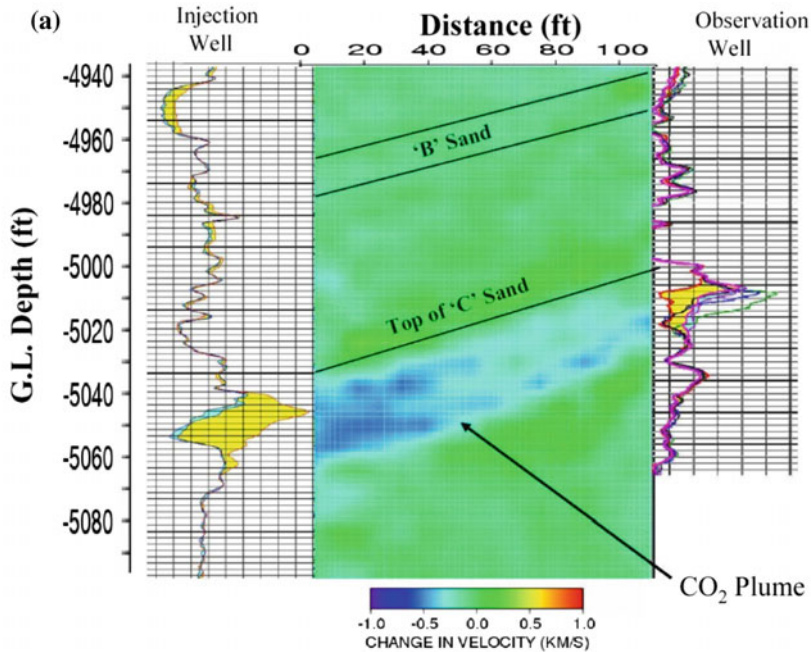 (a)
Injection
Well
Distance (ft)
Observation
Well
0 20 40 60 80 100
G.L. Depth (ft)
-4940
-4960
-4980
-5000
-5020
-5040
-5060
-5080
'B' Sand
Top of 'C' Sand
CO₂ Plume
-1.0 -0.5 0.0 0.5 1.0
CHANGE IN VELOCITY (KM/S)